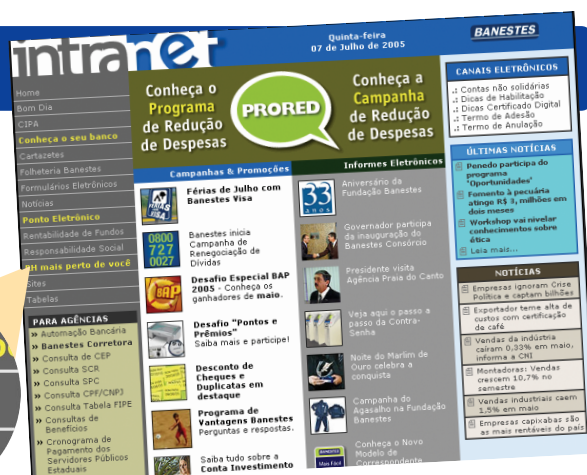 intranet
Quinta-feira
07 de Julho de 2005
BANESTES
Home
Bom Dia
CIPA
Conheça o seu banco
Cartazetes
Folheteria Banestes
Formulários Eletrônicos
Notícias
Ponto Eletrônico
Rentabilidade de Fundos
Responsabilidade Social
RH mais perto de você
Sites
Tabelas
PARA AGÊNCIAS
» Automação Bancária
» Banestes Corretora
» Consulta de CEP
» Consulta SCR
» Consulta SPC
» Consulta CPF/CNPJ
» Consulta Tabela FIPE
» Consultas de
Benefícios
» Cronograma de
Pagamento dos
Servidores Públicos
Estaduais
Conheça o
Programa
de Redução
de Despesas
PRORED
Conheça a
Campanha
de Redução
de Despesas
Campanhas & Promoções
FÉRIAS
VISA
Férias de Julho com
Banestes Visa
0800
727
0027
Banestes inicia
Campanha de
Renegociação de
Dívidas
BAP
Desafio Especial BAP
2005 - Conheça os
ganhadores de maio.
Desafio "Pontos e
Prêmios"
Saiba mais e participe!
Desconto de
Cheques e
Duplicatas em
destaque
Programa de
Vantagens Banestes
Perguntas e respostas.
Saiba tudo sobre a
Conta Investimento
Informes Eletrônicos
33
anos
Aniversário da
Fundação Banestes
Governador participa
da inauguração do
Banestes Consórcio
Presidente visita
Agência Praia do Canto
Veja aqui o passo a
passo da Contra-
Senha
Noite do Marlim de
Ouro celebra a
conquista
Campanha do
Agasalho na Fundação
Banestes
BANESTES
Mais Fácil
Conheça o Novo
Modelo de
Correspondente
CANAIS ELETRÔNICOS
.: Contas não solidárias
.: Dicas de Habilitação
.: Dicas Certificado Digital
.: Termo de Adesão
.: Termo de Anulação
ÚLTIMAS NOTÍCIAS
Penedo participa do
programa
'Oportunidades'
Fomento à pecuária
atinge R$ 3, milhões em
dois meses
Workshop vai nivelar
conhecimentos sobre
ética
Leia mais...
NOTÍCIAS
Empresas ignoram Crise
Política e captam bilhões
Exportador teme alta de
custos com certificação
de café
Vendas da indústria
caíram 0,33% em maio,
informa a CNI
Montadoras: Vendas
crescem 10,7% no
semestre
Vendas industriais caem
1,5% em maio
Empresas capixabas são
as mais rentáveis do país